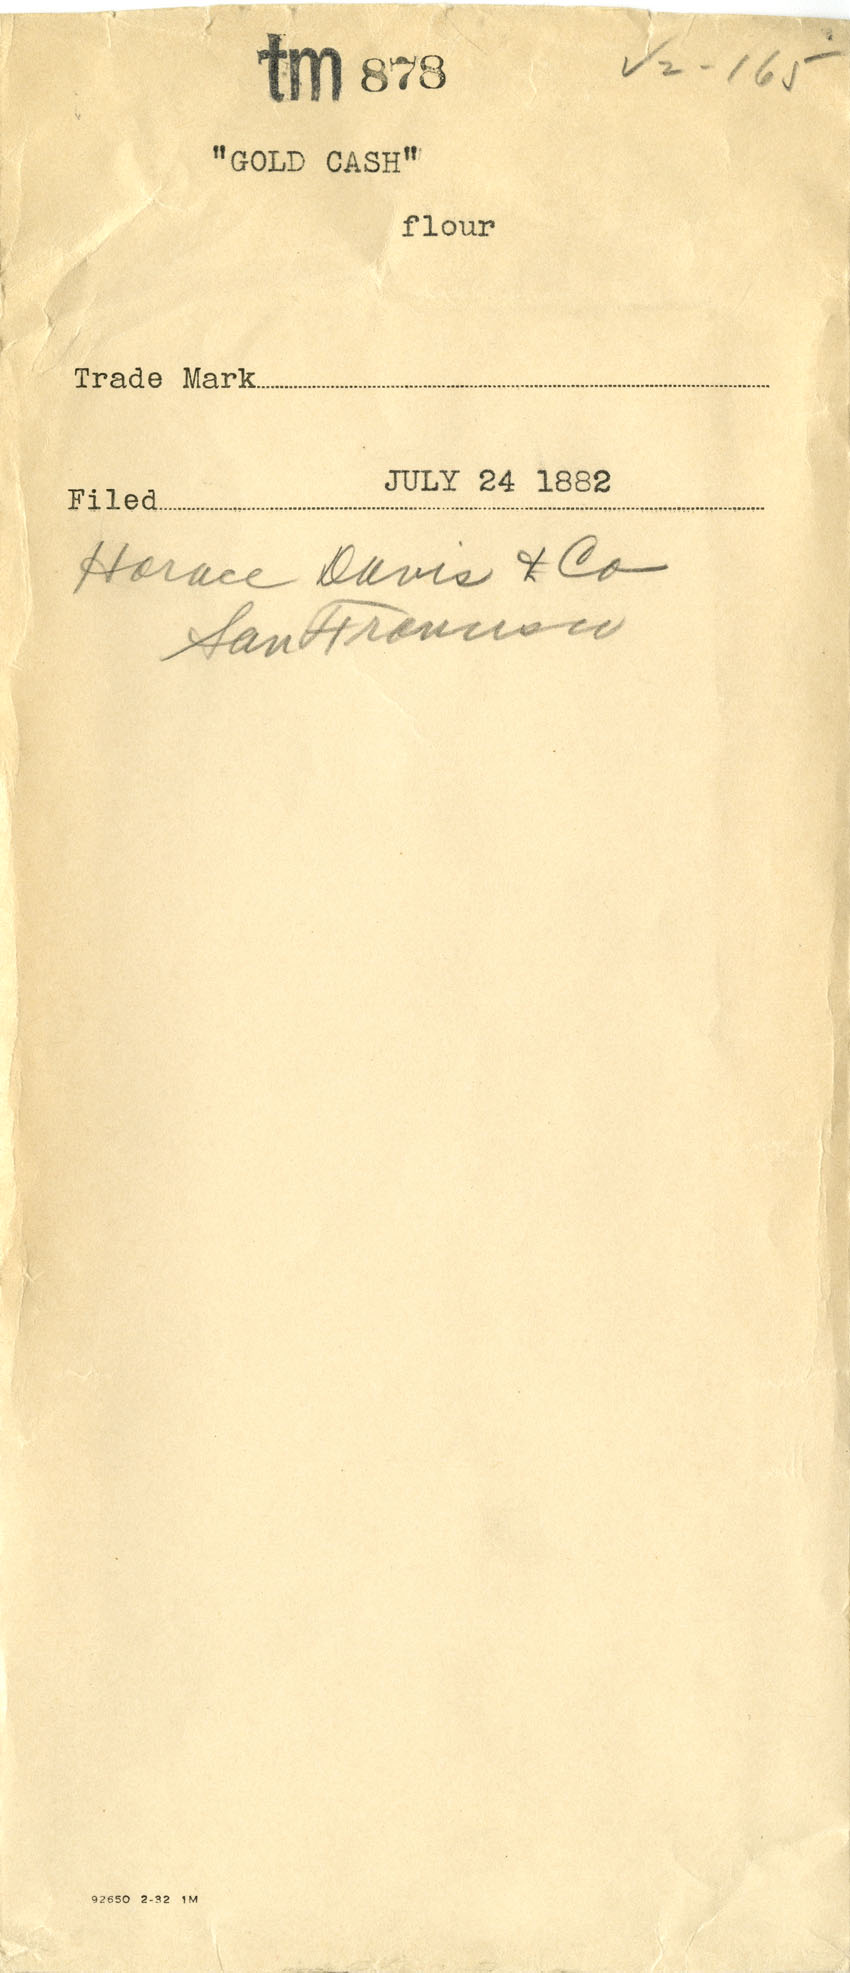 tm 878
V2-165
"GOLD CASH"
flour
Trade Mark
Filed JULY 24 1882
Horace Davis & Co
San Francisco
92650 2-32 1M